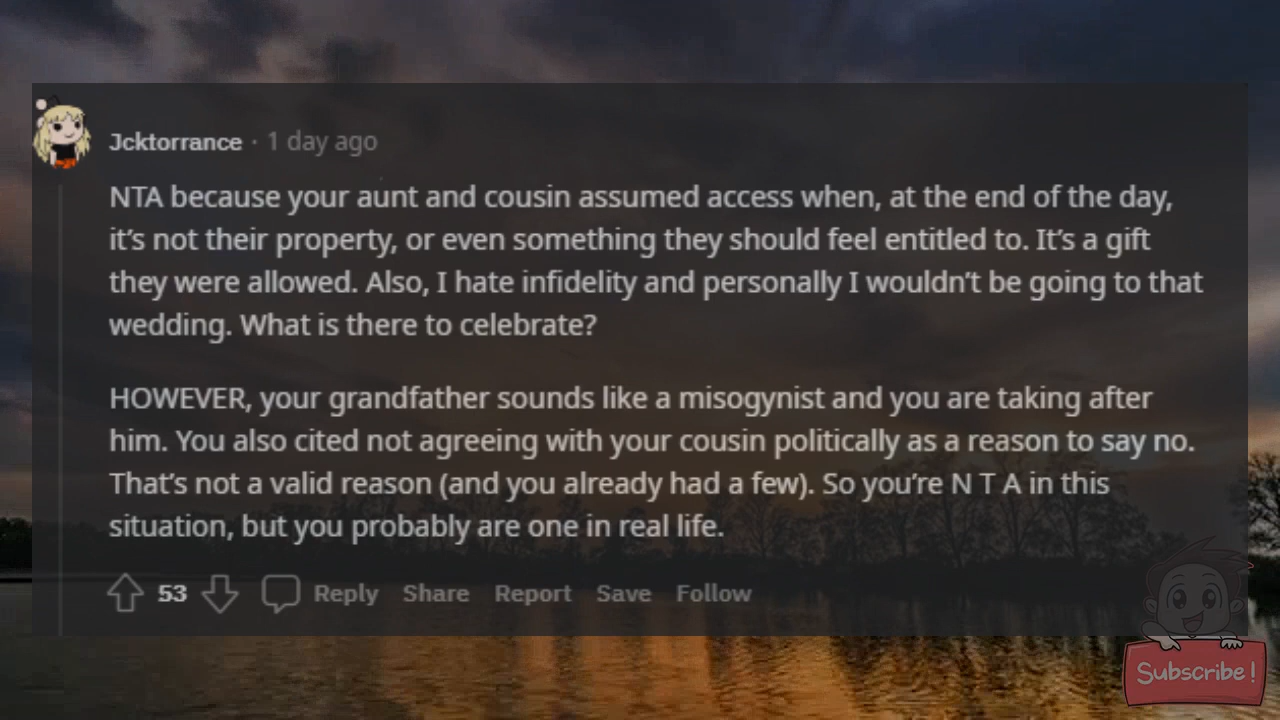 Jcktorrance · 1 day ago
NTA because your aunt and cousin assumed access when, at the end of the day,
it’s not their property, or even something they should feel entitled to. It’s a gift
they were allowed. Also, I hate infidelity and personally I wouldn’t be going to that
wedding. What is there to celebrate?
HOWEVER, your grandfather sounds like a misogynist and you are taking after
him. You also cited not agreeing with your cousin politically as a reason to say no.
That’s not a valid reason (and you already had a few). So you’re N T A in this
situation, but you probably are one in real life.
53 Reply Share Report Save Follow
Subscribe!